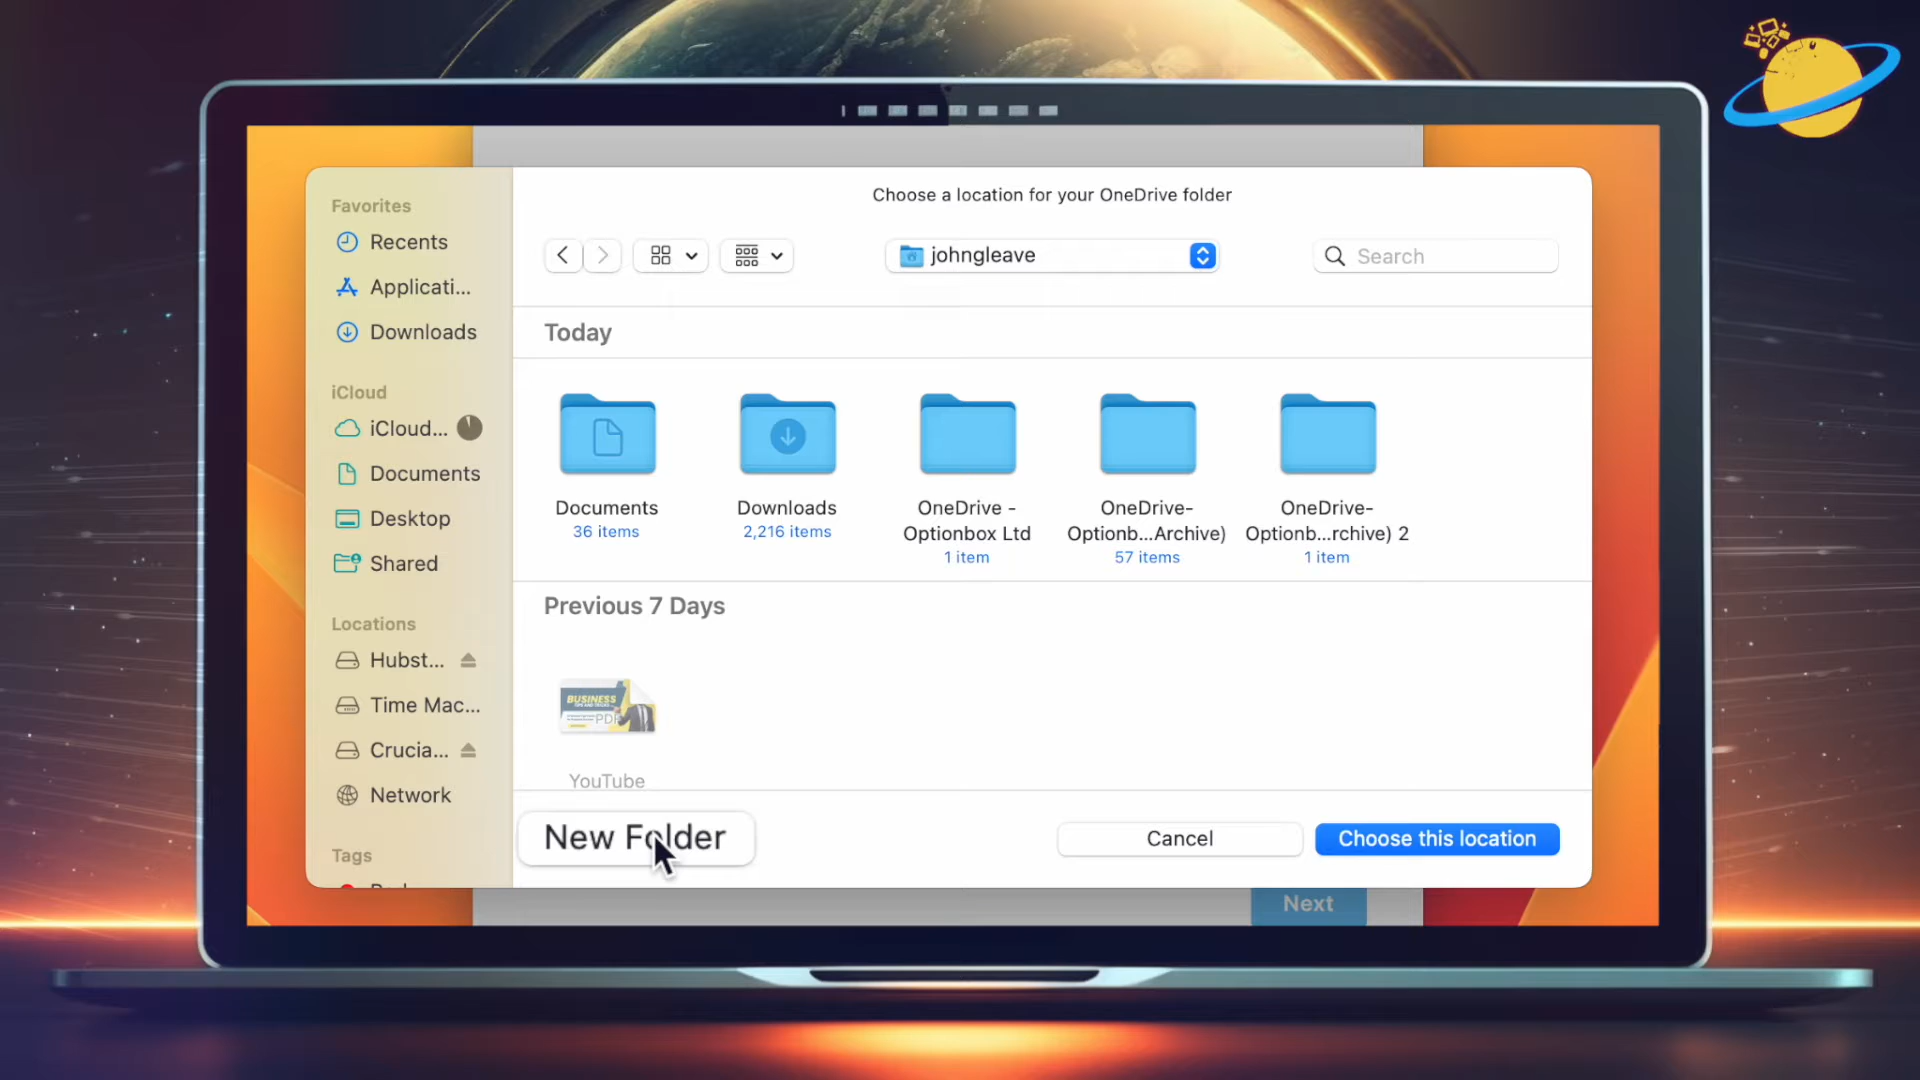 Choose a location for your OneDrive folder
Favorites
Recents
Applicati...
Downloads
iCloud
iCloud...
Documents
Desktop
Shared
Locations
Hubst...
Time Mac...
Crucia...
Network
Tags
johngleave
Search
Today
Documents
36 items
Downloads
2,216 items
OneDrive -
Optionbox Ltd
1 item
OneDrive-
Optionb...Archive)
57 items
OneDrive-
Optionb...rchive) 2
1 item
Previous 7 Days
BUSINESS
PDF
YouTube
New Folder
Cancel
Choose this location
Next